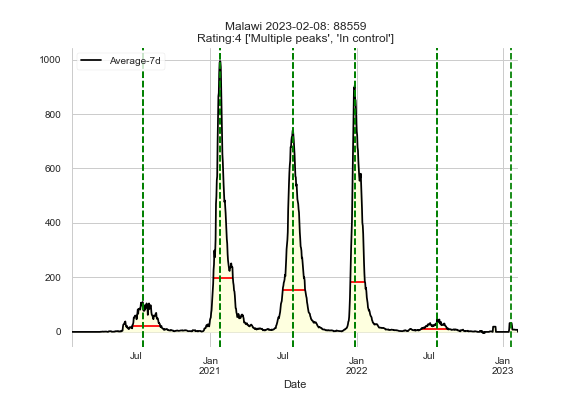 Malawi 2023-02-08: 88559
Rating:4 ['Multiple peaks', 'In control']
Average-7d
1000
800
600
400
200
0
Jul
Jan
2021
Jul
Jan
2022
Jul
Jan
2023
Date